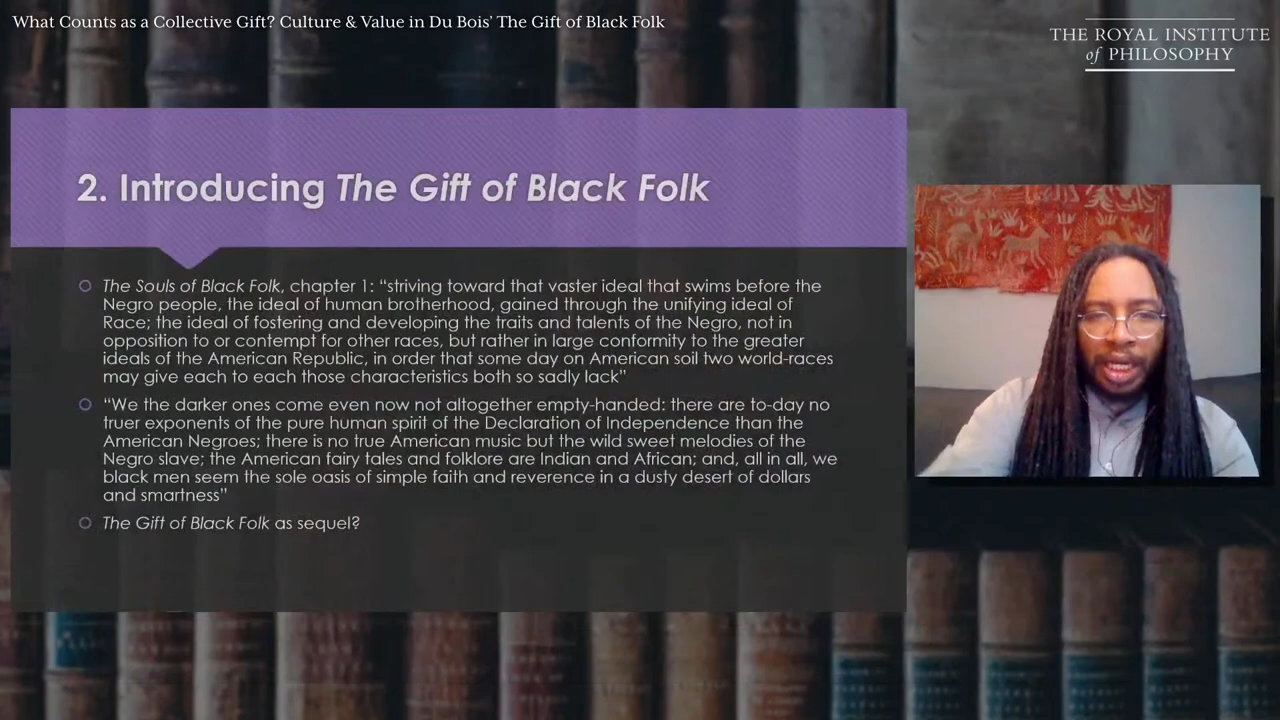 What Counts as a Collective Gift? Culture & Value in Du Bois' The Gift of Black Folk
THE ROYAL INSTITUTE
of PHILOSOPHY
2. Introducing The Gift of Black Folk
The Souls of Black Folk, chapter 1: “striving toward that vaster ideal that swims before the
Negro people, the ideal of human brotherhood, gained through the unifying ideal of
Race; the ideal of fostering and developing the traits and talents of the Negro, not in
opposition to or contempt for other races, but rather in large conformity to the greater
ideals of the American Republic, in order that some day on American soil two world-races
may give each to each those characteristics both so sadly lack”
“We the darker ones come even now not altogether empty-handed: there are to-day no
truer exponents of the pure human spirit of the Declaration of Independence than the
American Negroes; there is no true American music but the wild sweet melodies of the
Negro slave; the American fairy tales and folklore are Indian and African; and, all in all, we
black men seem the sole oasis of simple faith and reverence in a dusty desert of dollars
and smartness”
The Gift of Black Folk as sequel?